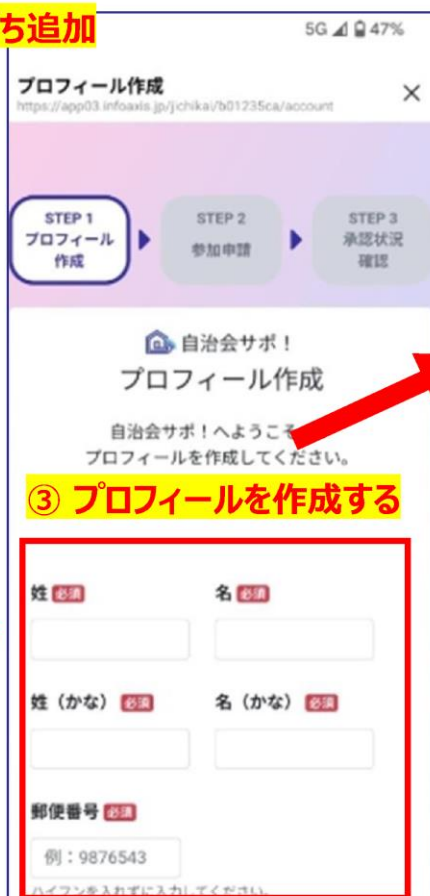 ち追加
5G 47%
プロフィール作成
https://app03.infoaxis.jp/jichikai/b01235ca/account
STEP 1
プロフィール
作成
STEP 2
参加申請
STEP 3
承認状況
確認
自治会サポ！
プロフィール作成
自治会サポ！へようこそ
プロフィールを作成してください。
③ プロフィールを作成する
姓 必須
名 必須
姓（かな） 必須
名（かな） 必須
郵便番号 必須
例：9876543
ハイフンを入れずに入力してください。